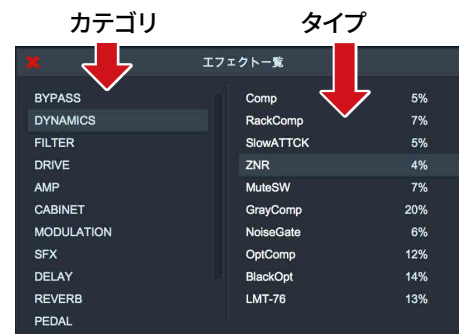 カテゴリ タイプ
エフェクト一覧
BYPASS
DYNAMICS
FILTER
DRIVE
AMP
CABINET
MODULATION
SFX
DELAY
REVERB
PEDAL
Comp 5%
RackComp 7%
SlowATTCK 5%
ZNR 4%
MuteSW 7%
GrayComp 20%
NoiseGate 6%
OptComp 12%
BlackOpt 14%
LMT-76 13%